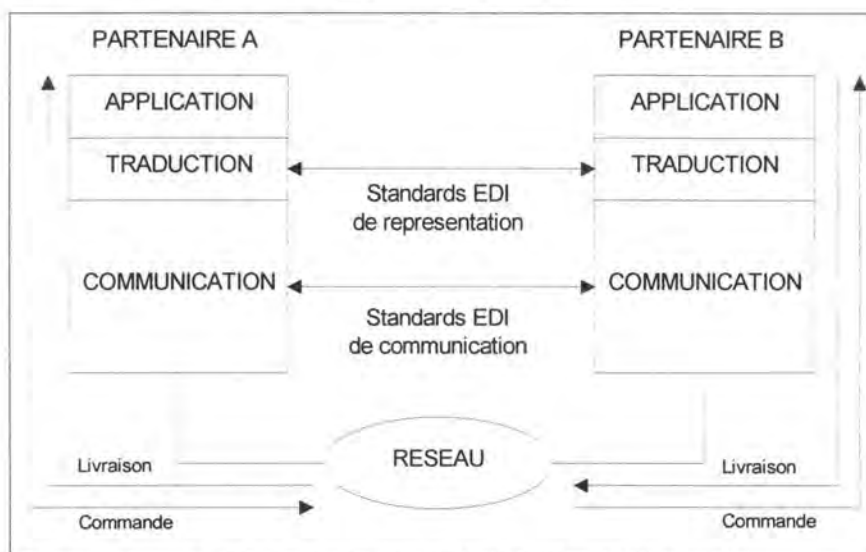 PARTENAIRE A
PARTENAIRE B
APPLICATION
APPLICATION
TRADUCTION
TRADUCTION
Standards EDI
de representation
COMMUNICATION
COMMUNICATION
Standards EDI
de communication
RESEAU
Livraison
Livraison
Commande
Commande